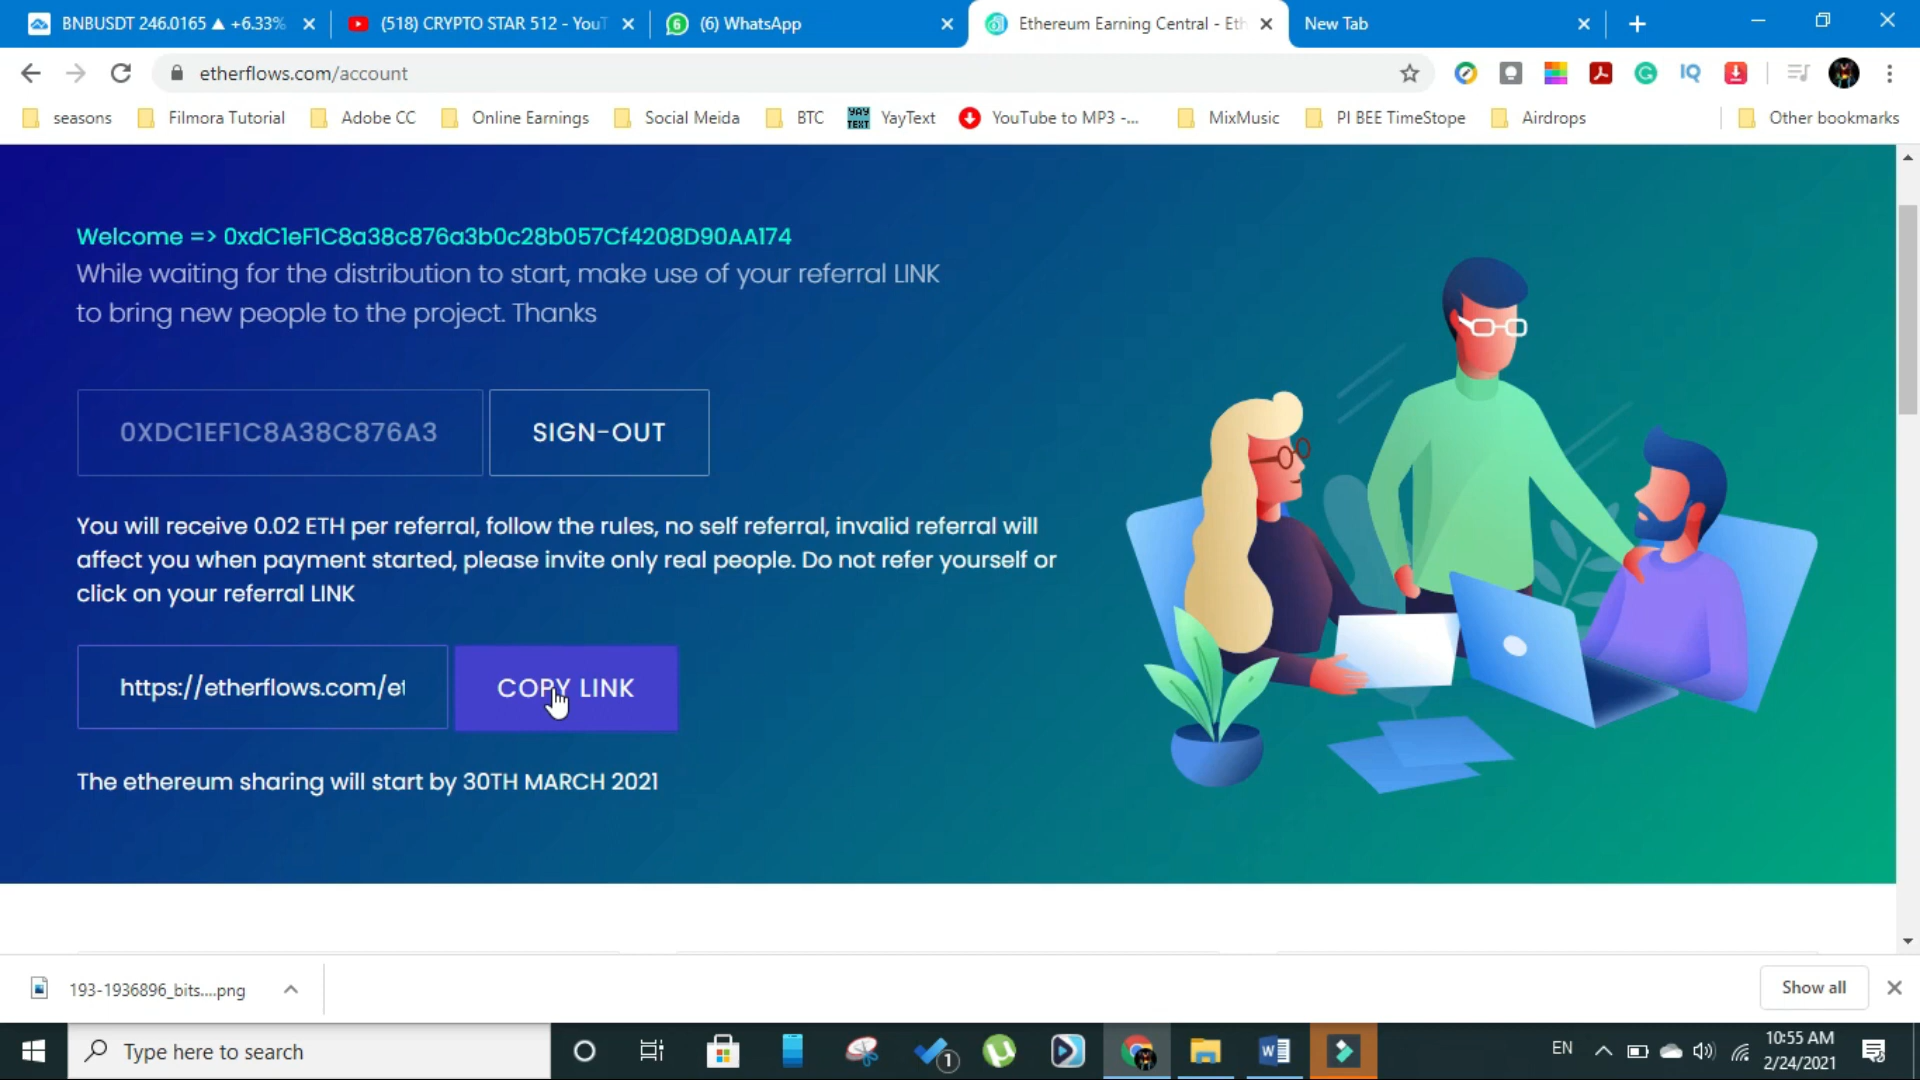 BNBUSDT 246.0165 ▲ +6.33%
(518) CRYPTO STAR 512 - YouT
6
(6) WhatsApp
Ethereum Earning Central - Eth
New Tab
etherflows.com/account
IQ
seasons
Filmora Tutorial
Adobe CC
Online Earnings
Social Meida
BTC
YAY TEXT
YayText
YouTube to MP3 -...
MixMusic
PI BEE TimeStope
Airdrops
Other bookmarks
Welcome => 0xdC1eF1C8a38c876a3b0c28b057Cf4208D90AA174
While waiting for the distribution to start, make use of your referral LINK
to bring new people to the project. Thanks
0XDC1EF1C8A38C876A3
SIGN-OUT
You will receive 0.02 ETH per referral, follow the rules, no self referral, invalid referral will
affect you when payment started, please invite only real people. Do not refer yourself or
click on your referral LINK
https://etherflows.com/et
COPY LINK
The ethereum sharing will start by 30TH MARCH 2021
193-1936896_bits....png
Show all
Type here to search
1
EN
10:55 AM
2/24/2021